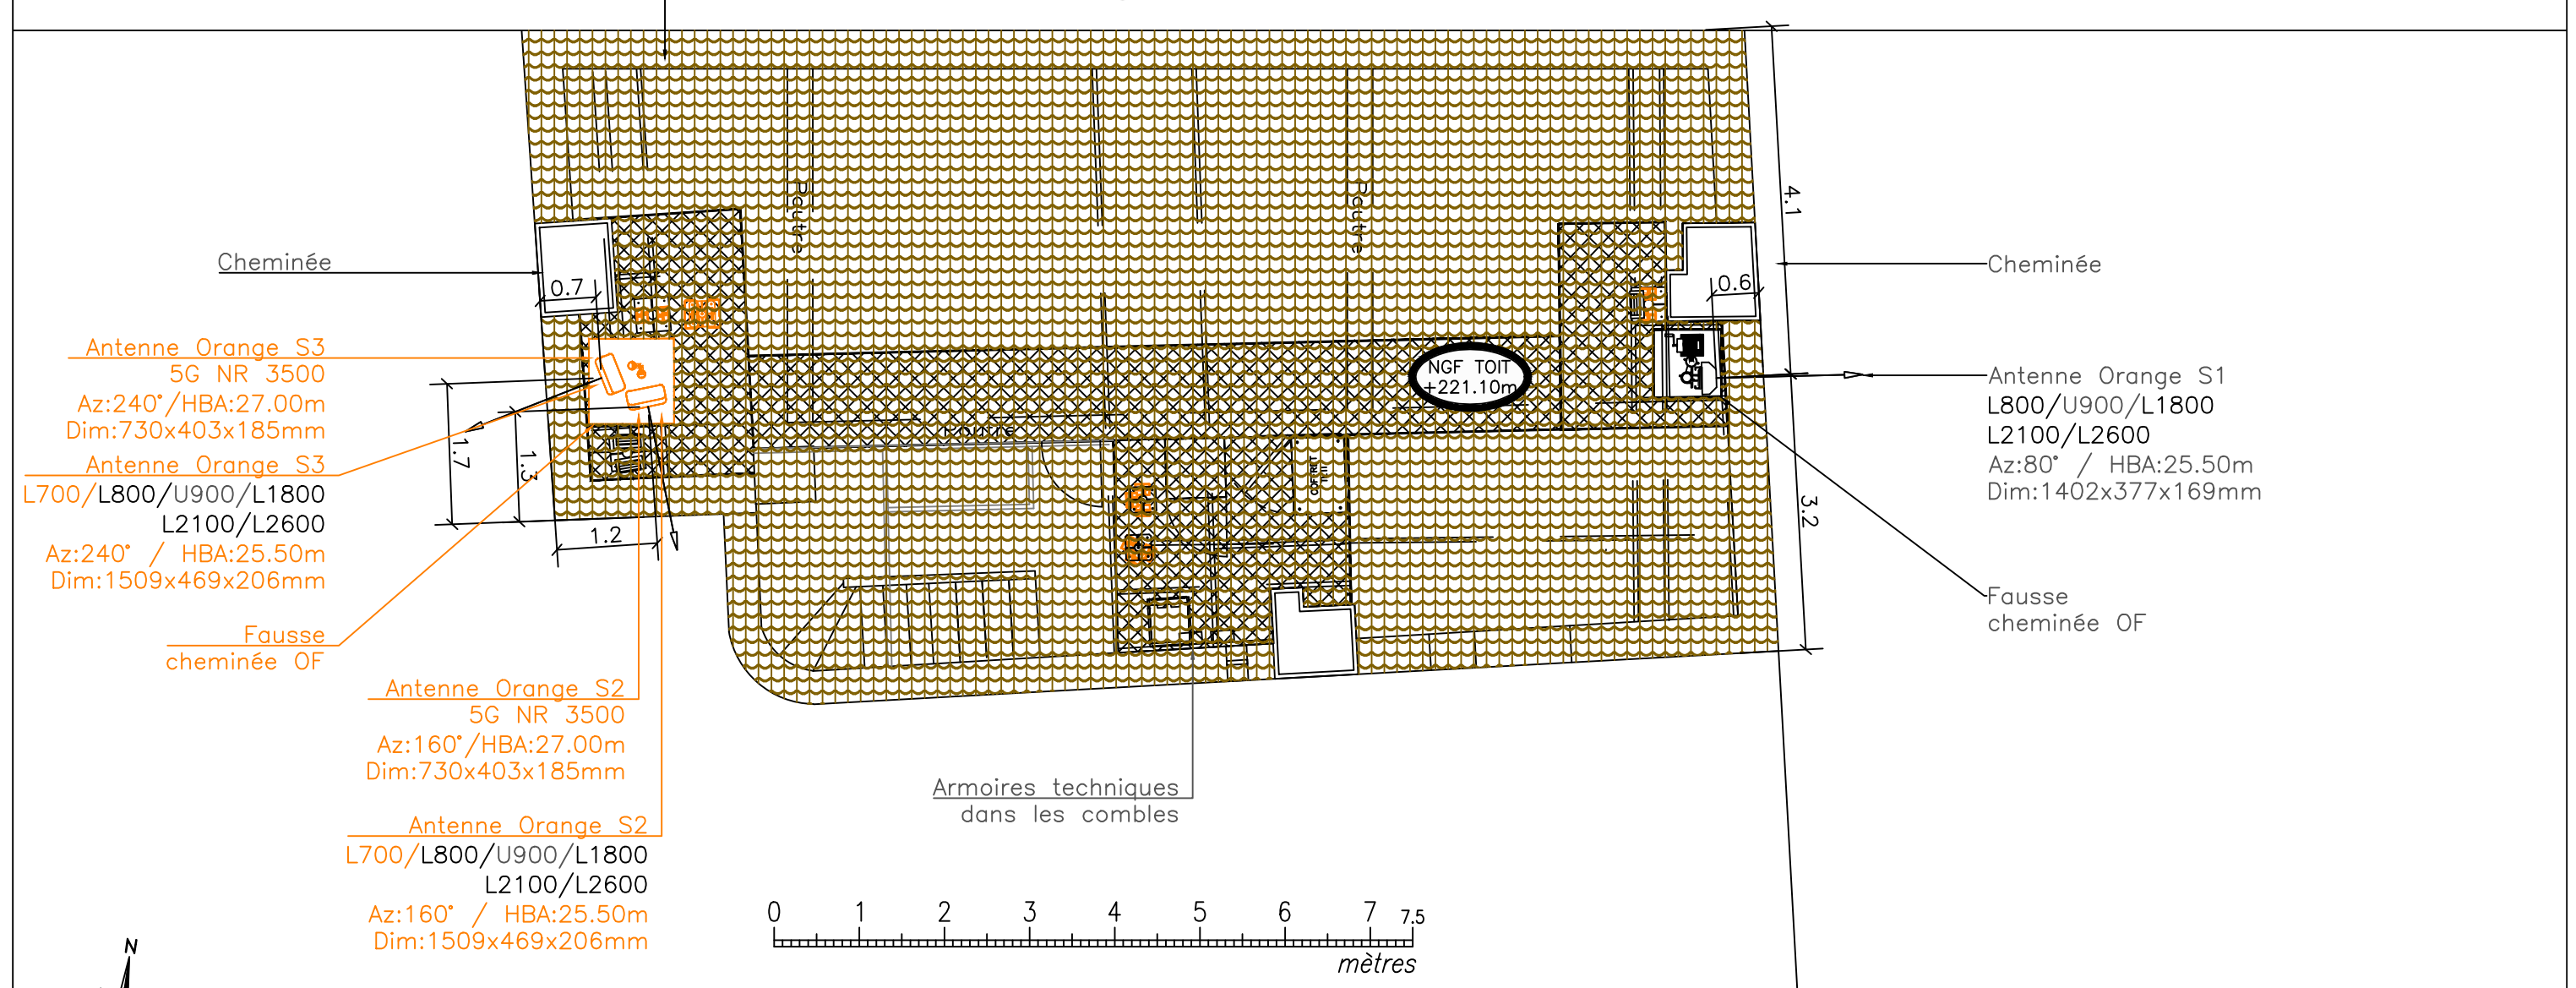 4.1
Poutre
Poutre
Cheminée
0.7
Cheminée
0.6
Antenne Orange S3
5G NR 3500
Az:240°/HBA:27.00m
Dim:730x403x185mm
Antenne Orange S3
L700/L800/U900/L1800
L2100/L2600
Az:240° / HBA:25.50m
Dim:1509x469x206mm
Fausse
cheminée OF
1.7
1.3
1.2
NGF TOIT
+221.10m
Poutre
COFFRET
Antenne Orange S1
L800/U900/L1800
L2100/L2600
Az:80° / HBA:25.50m
Dim:1402x377x169mm
3.2
Fausse
cheminée OF
Antenne Orange S2
5G NR 3500
Az:160°/HBA:27.00m
Dim:730x403x185mm
Antenne Orange S2
L700/L800/U900/L1800
L2100/L2600
Az:160° / HBA:25.50m
Dim:1509x469x206mm
Armoires techniques
dans les combles
0 1 2 3 4 5 6 7 7.5
mètres
N